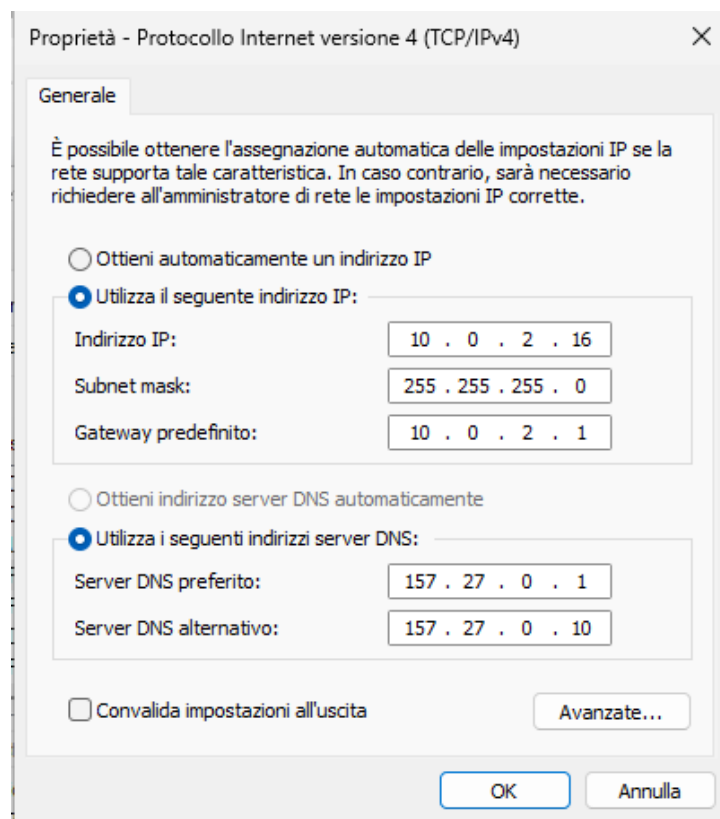 Proprietà - Protocollo Internet versione 4 (TCP/IPv4)
Generale
È possibile ottenere l'assegnazione automatica delle impostazioni IP se la
rete supporta tale caratteristica. In caso contrario, sarà necessario
richiedere all'amministratore di rete le impostazioni IP corrette.
Ottieni automaticamente un indirizzo IP
Utilizza il seguente indirizzo IP:
Indirizzo IP: 10 . 0 . 2 . 16
Subnet mask: 255 . 255 . 255 . 0
Gateway predefinito: 10 . 0 . 2 . 1
Ottieni indirizzo server DNS automaticamente
Utilizza i seguenti indirizzi server DNS:
Server DNS preferito: 157 . 27 . 0 . 1
Server DNS alternativo: 157 . 27 . 0 . 10
Convalida impostazioni all'uscita
Avanzate...
OK Annulla